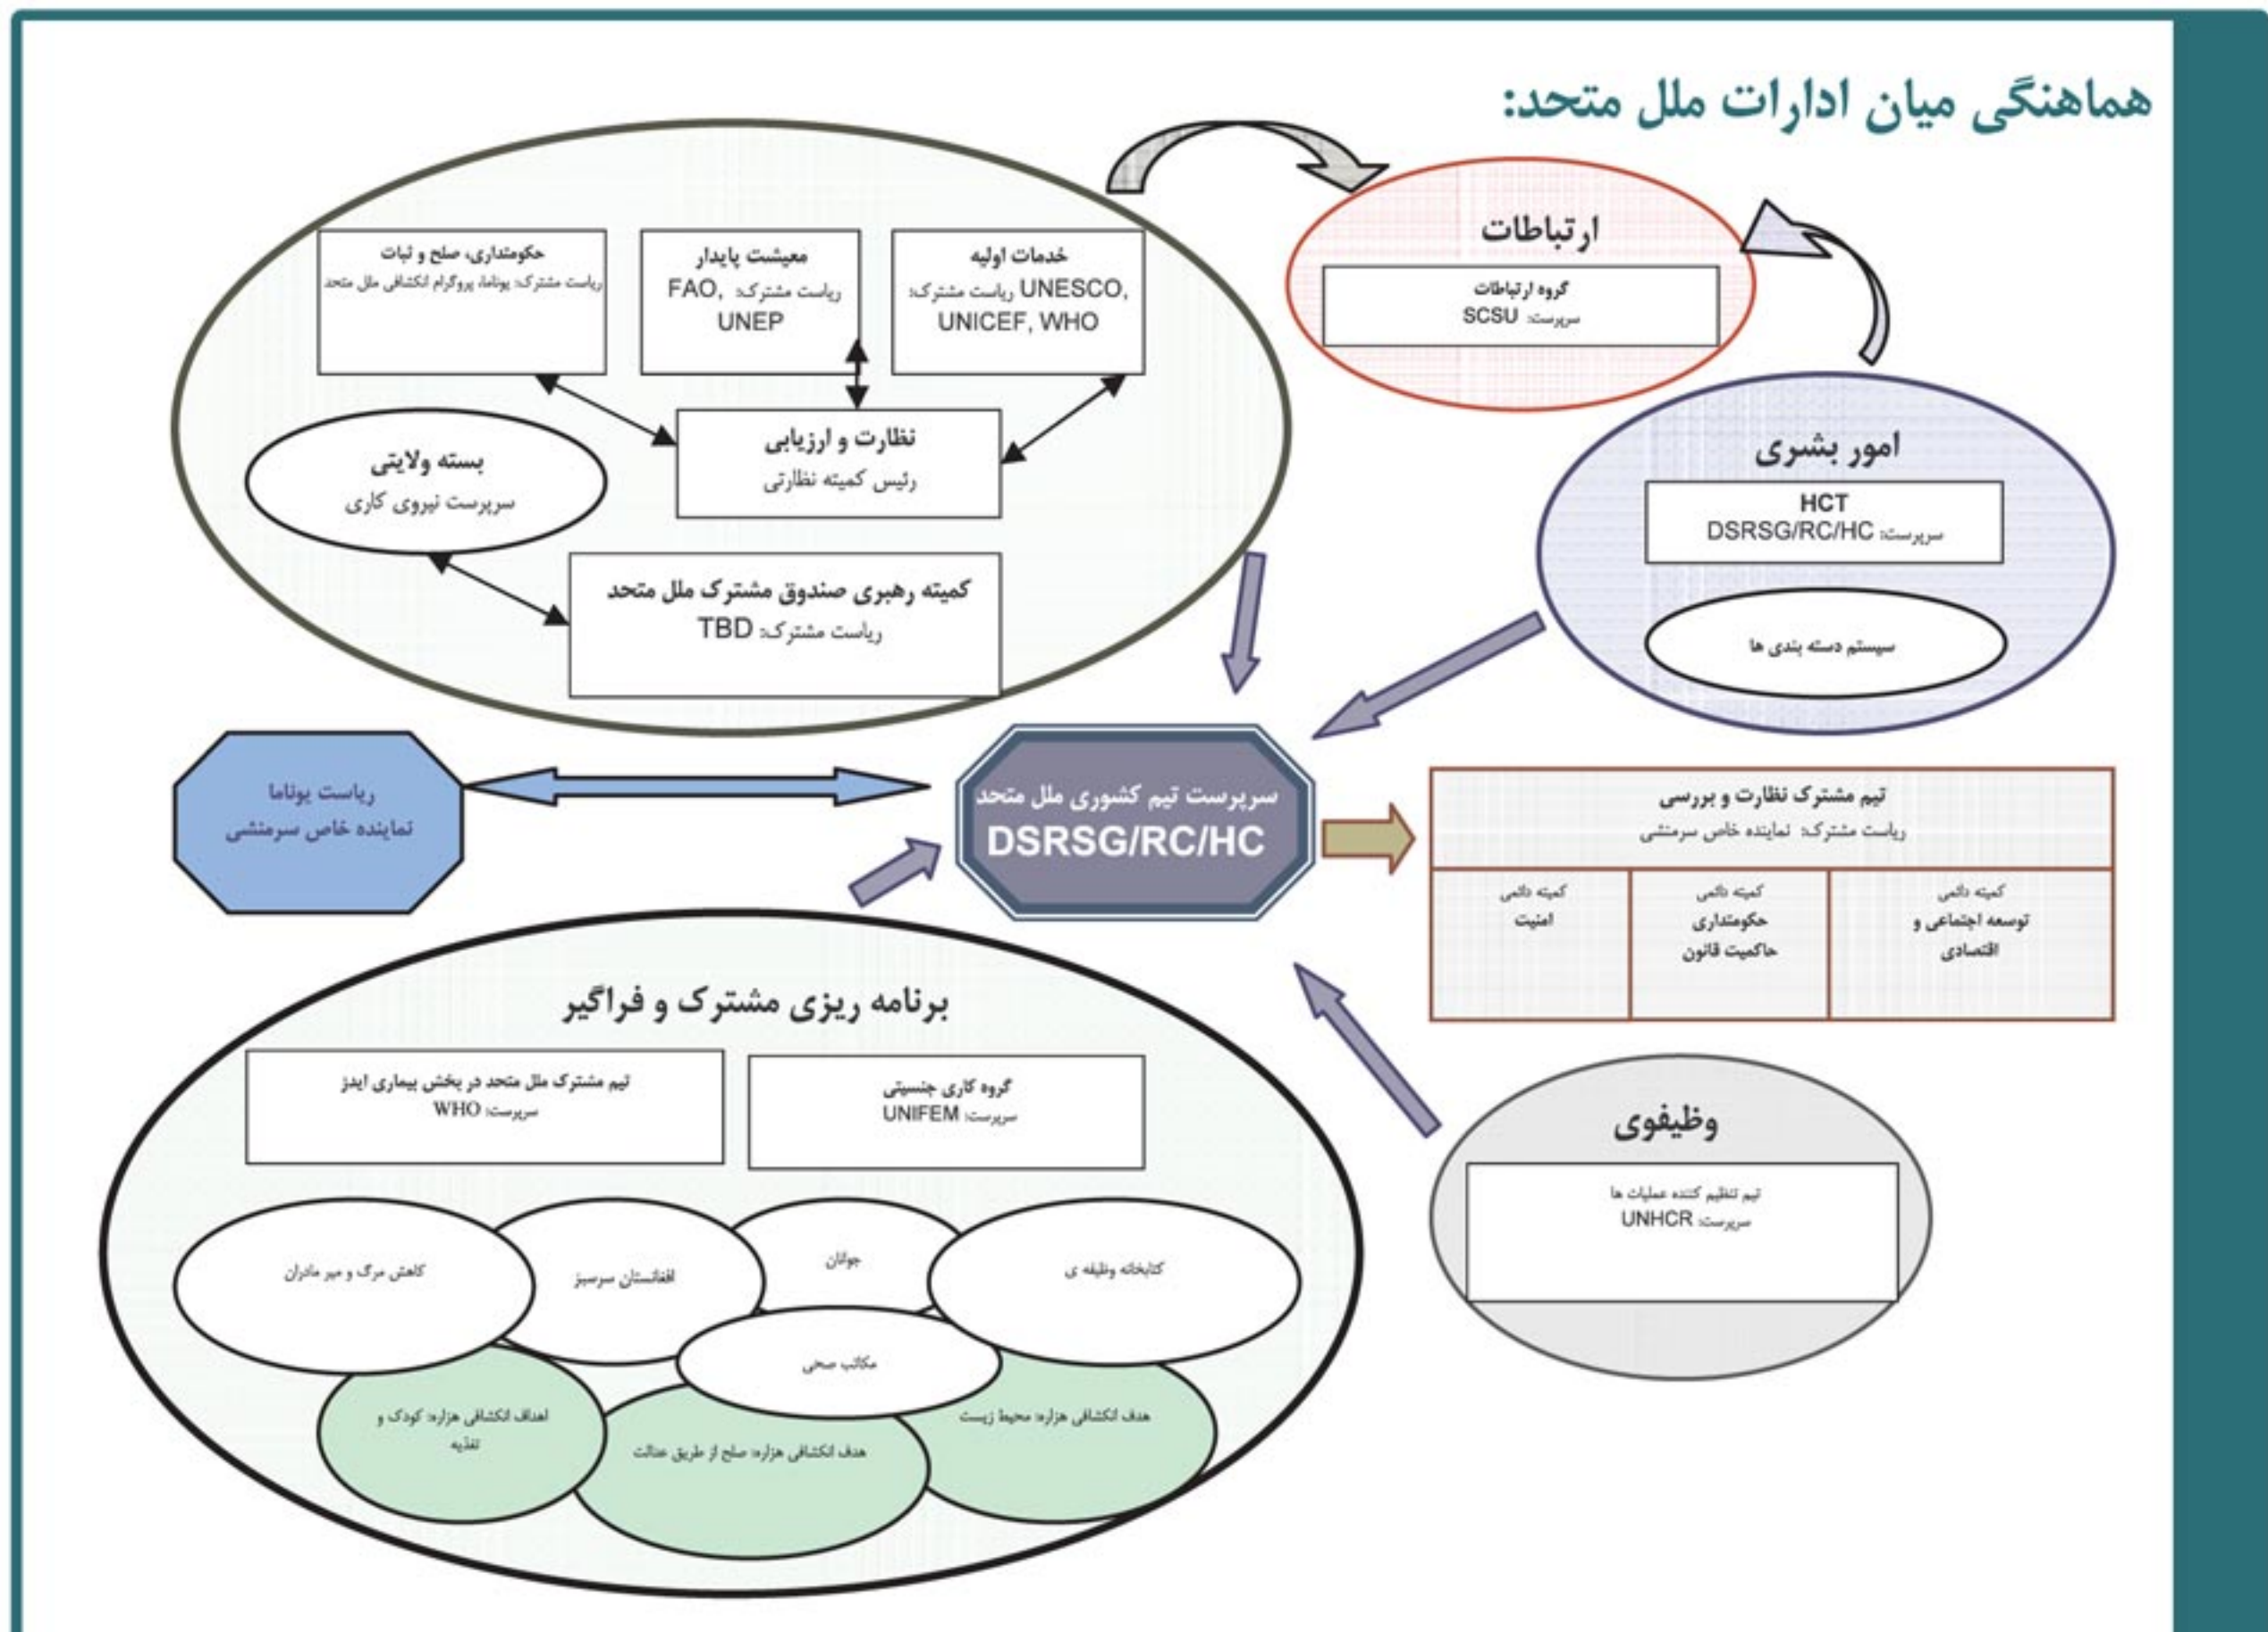 هماهنگی میان ادارات ملل متحد:
ارتباطات
گروه ارتباطات
سرپرست: SCSU
خدمات اولیه
ریاست مشترک: UNESCO,
UNICEF, WHO
معیشت پایدار
ریاست مشترک: FAO,
UNEP
حکومتداری، صلح و ثبات
ریاست مشترک: یوناما، پروگرام انکشافی ملل متحد
نظارت و ارزیابی
رئیس کمیته نظارتی
بسته ولایتی
سرپرست نیروی کاری
کمیته رهبری صندوق مشترک ملل متحد
ریاست مشترک: TBD
امور بشری
HCT
سرپرست: DSRSG/RC/HC
سیستم دسته بندی ها
سرپرست تیم کشوری ملل متحد
DSRSG/RC/HC
ریاست یوناما
نماینده خاص سرمنشی
تیم مشترک نظارت و بررسی
ریاست مشترک: نماینده خاص سرمنشی
کمیته دائمی
توسعه اجتماعی و
اقتصادی
کمیته دائمی
حکومتداری
حاکمیت قانون
کمیته دائمی
امنیت
برنامه ریزی مشترک و فراگیر
گروه کاری جنسیتی
سرپرست: UNIFEM
تیم مشترک ملل متحد در بخش بیماری ایدز
سرپرست: WHO
کتابخانه وظیفه ی
جوانان
افغانستان سرسبز
کاهش مرگ و میر مادران
مکاتب صحی
هدف انکشافی هزاره: محیط زیست
هدف انکشافی هزاره: صلح از طریق عدالت
اهداف انکشافی هزاره: کودک و
تغذیه
وظیفوی
تیم تنظیم کننده عملیات ها
سرپرست: UNHCR